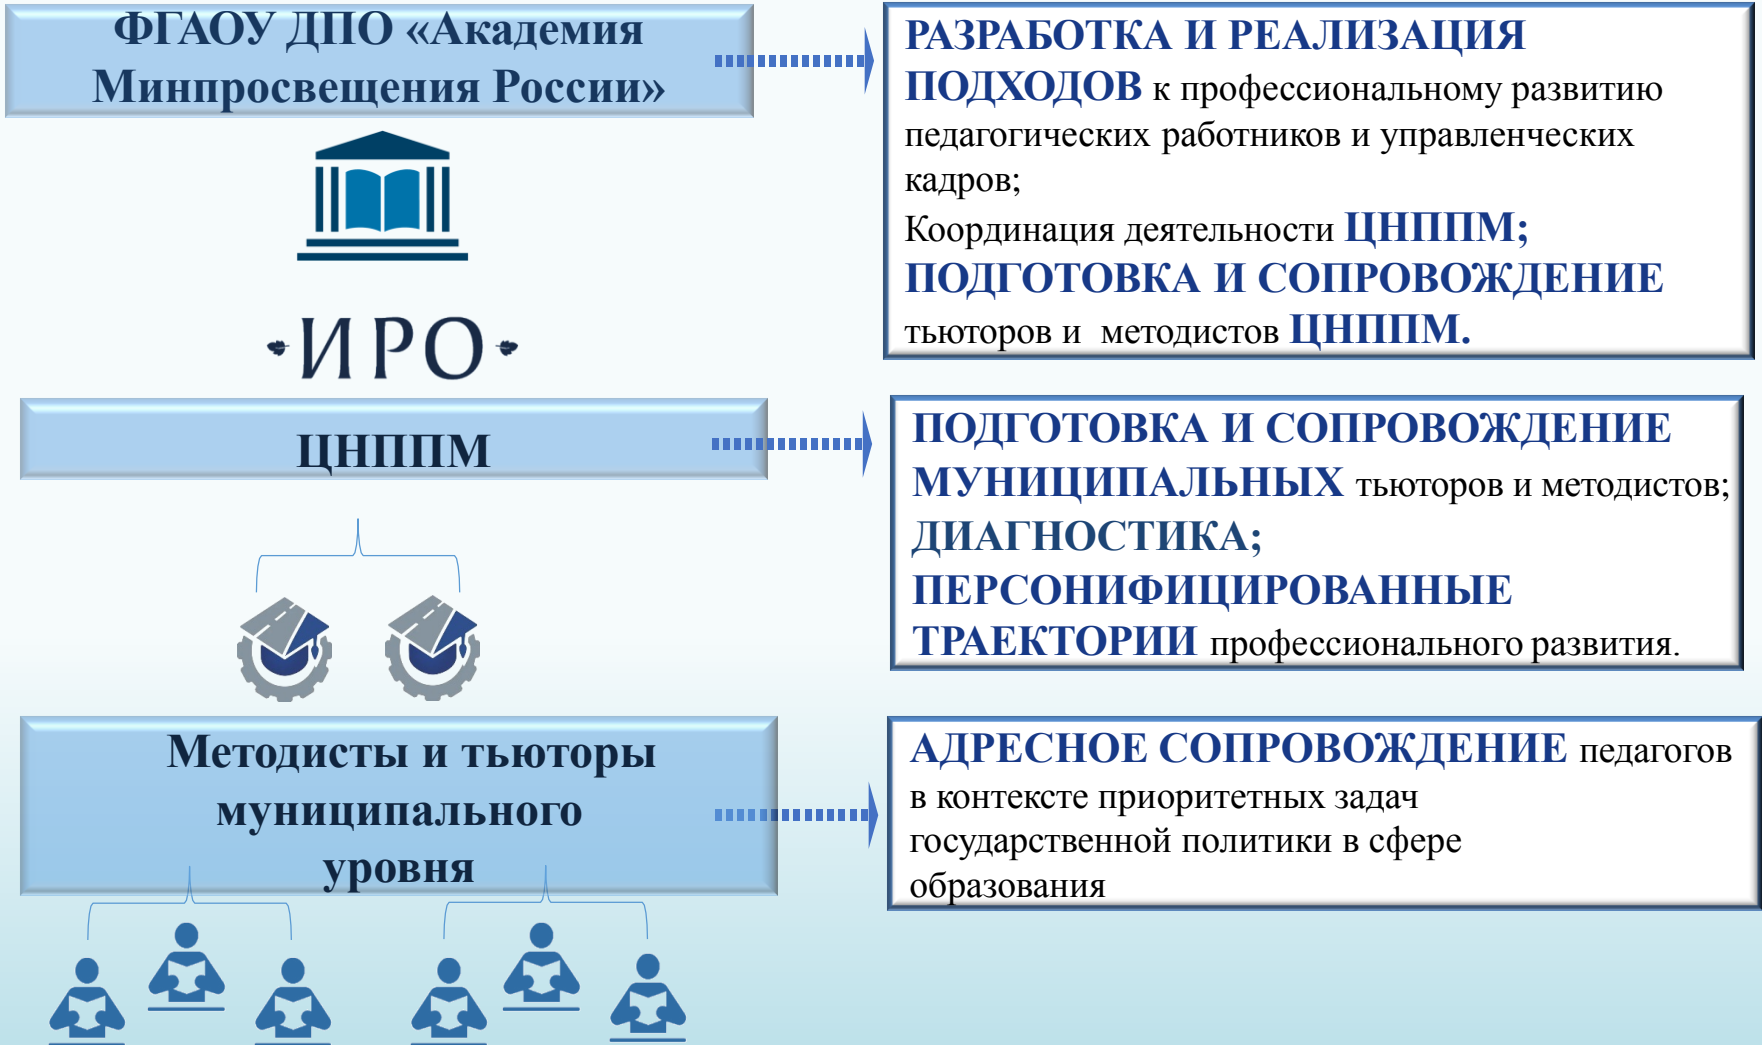 ФГАОУ ДПО «Академия
Минпросвещения России»
РАЗРАБОТКА И РЕАЛИЗАЦИЯ
ПОДХОДОВ к профессиональному развитию
педагогических работников и управленческих
кадров;
Координация деятельности ЦНППМ;
ПОДГОТОВКА И СОПРОВОЖДЕНИЕ
тьюторов и методистов ЦНППМ.
ИРО
ЦНППМ
ПОДГОТОВКА И СОПРОВОЖДЕНИЕ
МУНИЦИПАЛЬНЫХ тьюторов и методистов;
ДИАГНОСТИКА;
ПЕРСОНИФИЦИРОВАННЫЕ
ТРАЕКТОРИИ профессионального развития.
Методисты и тьюторы
муниципального
уровня
АДРЕСНОЕ СОПРОВОЖДЕНИЕ педагогов
в контексте приоритетных задач
государственной политики в сфере
образования